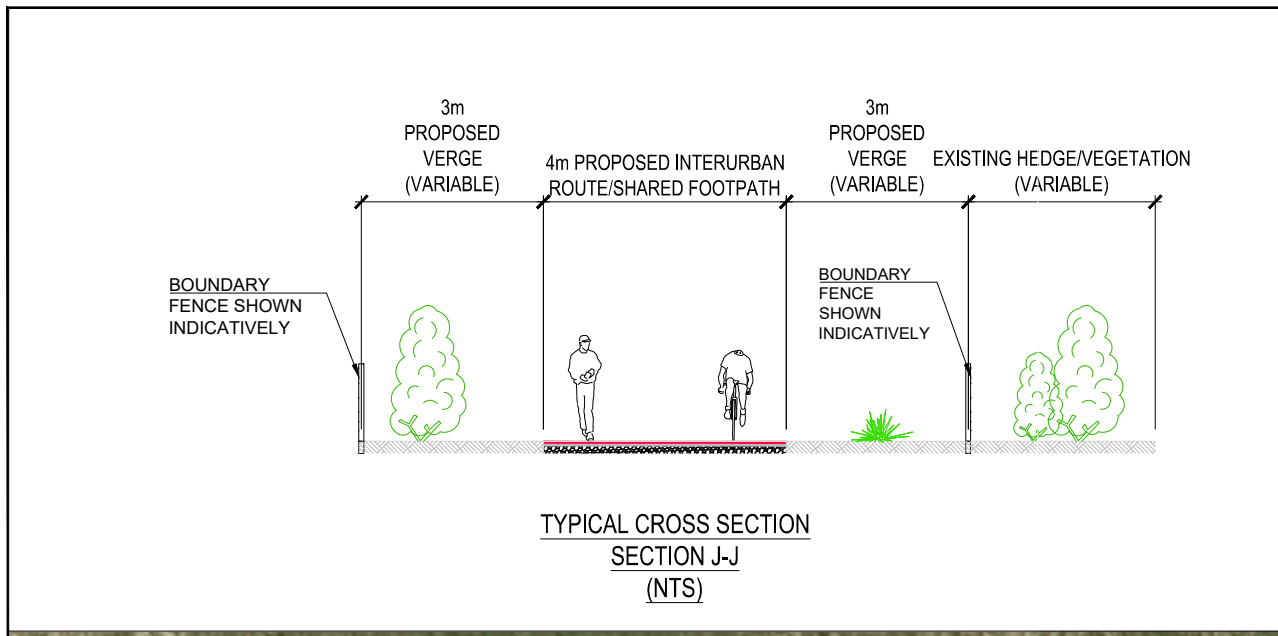 3m
PROPOSED
VERGE
(VARIABLE)
4m PROPOSED INTERURBAN
ROUTE/SHARED FOOTPATH
3m
PROPOSED
VERGE
(VARIABLE)
EXISTING HEDGE/VEGETATION
(VARIABLE)
BOUNDARY
FENCE SHOWN
INDICATIVELY
BOUNDARY
FENCE
SHOWN
INDICATIVELY
TYPICAL CROSS SECTION
SECTION J-J
(NTS)